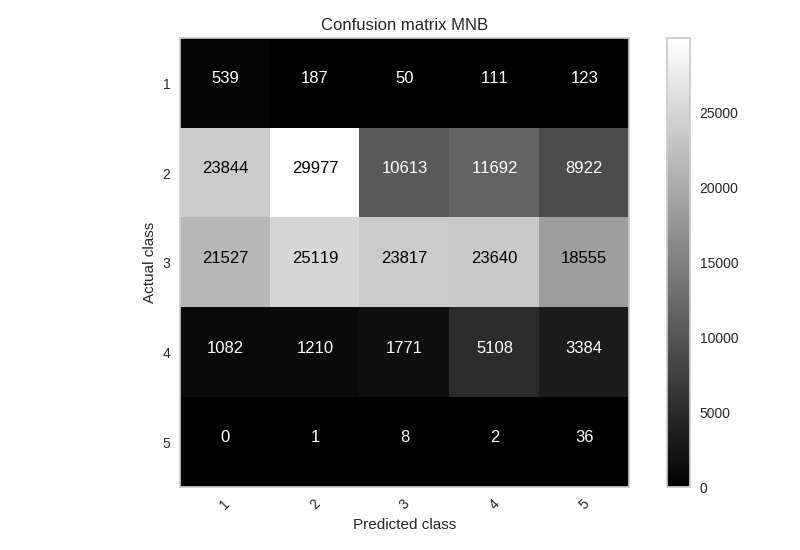 Confusion matrix MNB
1 539 187 50 111 123
2 23844 29977 10613 11692 8922
3 21527 25119 23817 23640 18555
4 1082 1210 1771 5108 3384
5 0 1 8 2 36
1 2 3 4 5
Actual class
Predicted class
25000
20000
15000
10000
5000
0